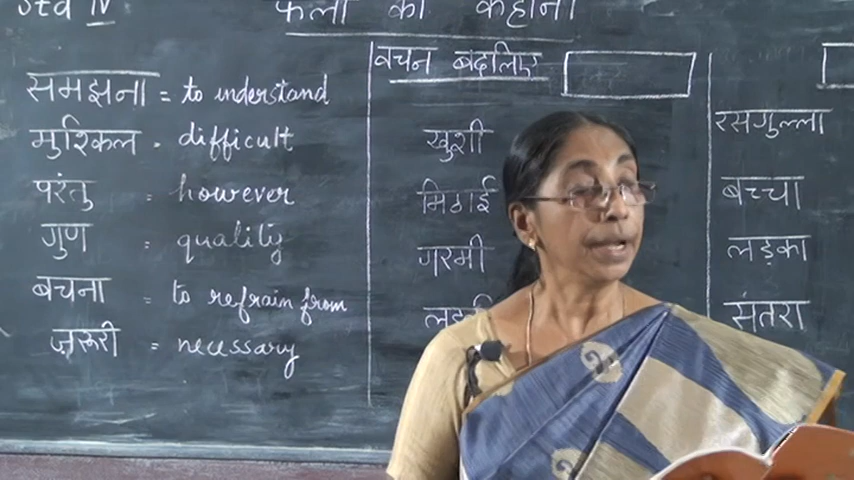 Std IV
फलों की कहानी
समझना = to understand
मुश्किल - difficult
परंतु = however
गुण = quality
बचना = to refrain from
ज़रूरी = necessary
वचन बदलिए
खुशी
मिठाई
गरमी
रसगुल्ला
बच्चा
लड़का
संतरा